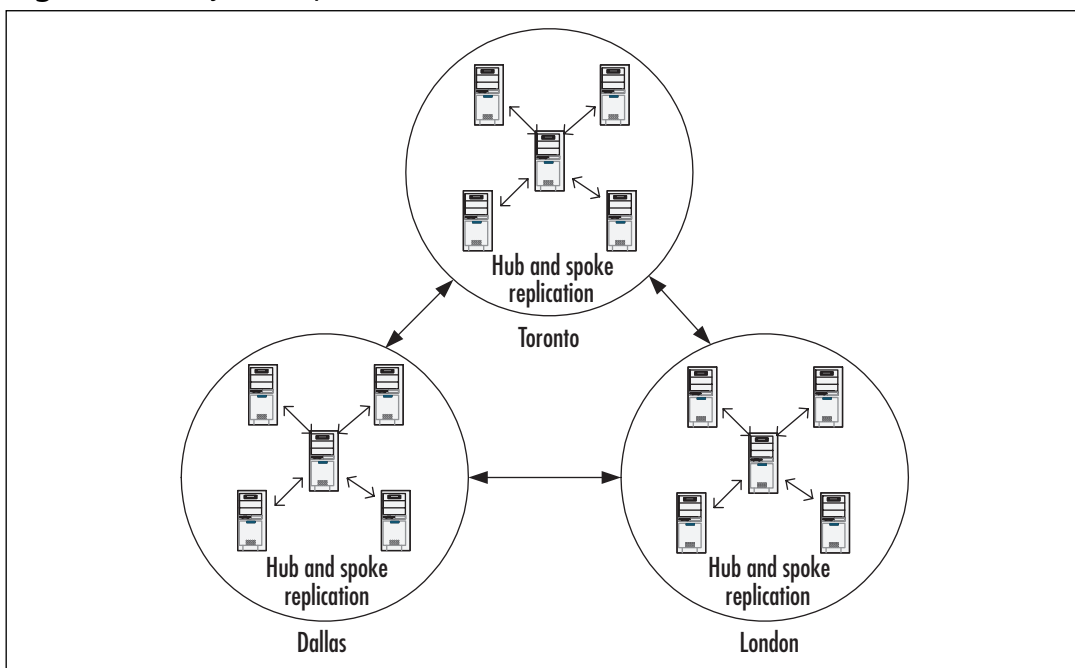 Hub and spoke
replication
Toronto
Hub and spoke
replication
Dallas
Hub and spoke
replication
London